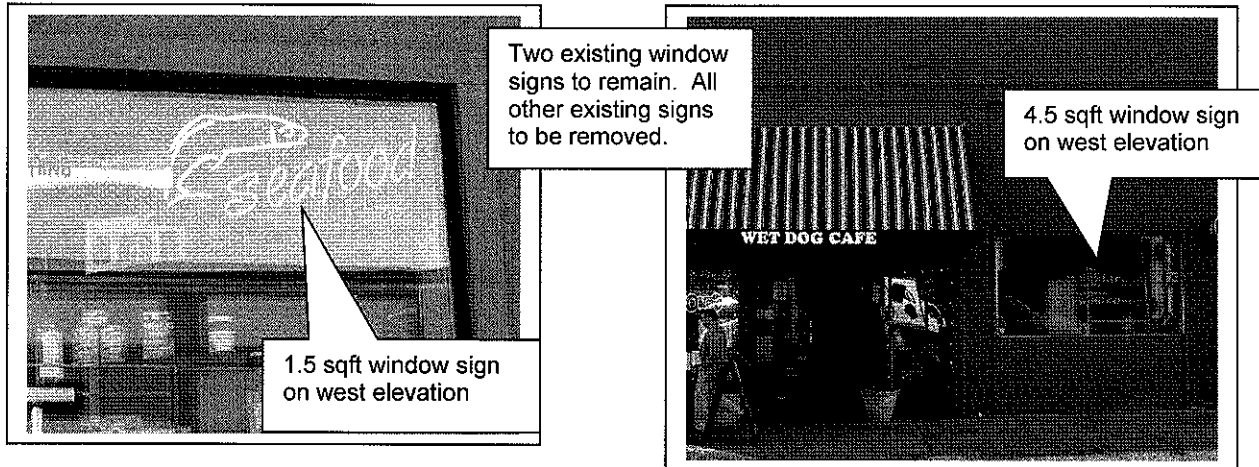 Two existing window
signs to remain. All
other existing signs
to be removed.
4.5 sqft window sign
on west elevation
Seafood
WET DOG CAFE
1.5 sqft window sign
on west elevation